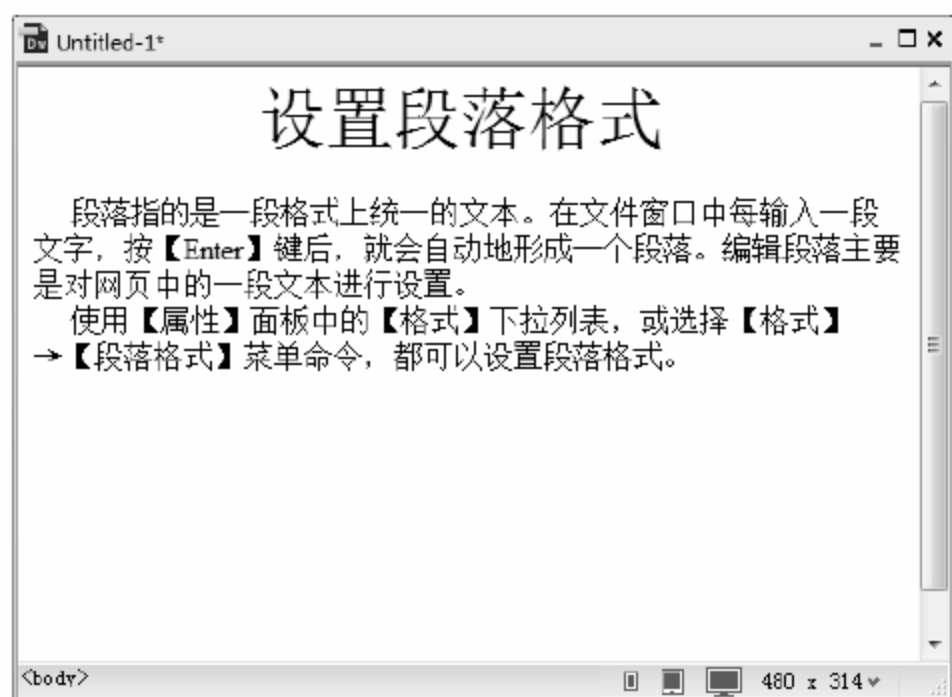 Dw Untitled-1*
设置段落格式
段落指的是一段格式上统一的文本。在文件窗口中每输入一段
文字，按【Enter】键后，就会自动地形成一个段落。编辑段落主要
是对网页中的一段文本进行设置。
使用【属性】面板中的【格式】下拉列表，或选择【格式】
→【段落格式】菜单命令，都可以设置段落格式。
<body> 480 x 314